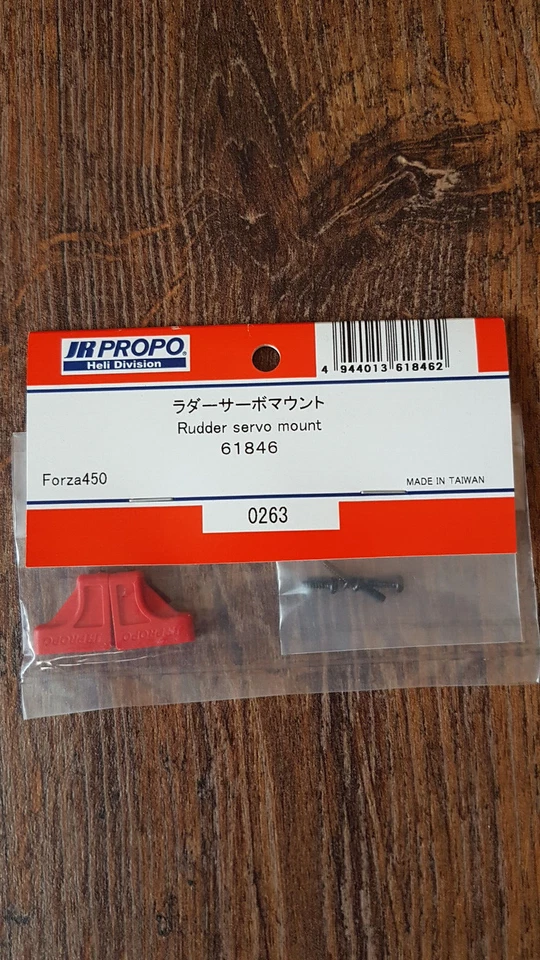 JR PROPO®
Heli Division
4 944013 618462
ラダーサーボマウント
Rudder servo mount
61846
Forza450
MADE IN TAIWAN
0263
JRPROPO